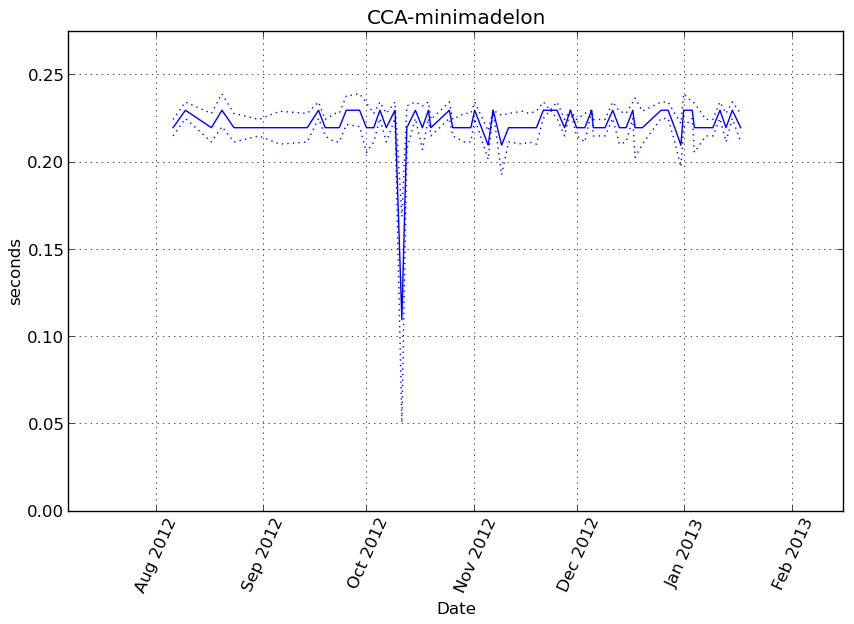 CCA-minimadelon
0.25
0.20
0.15
0.10
0.05
0.00
seconds
Aug 2012
Sep 2012
Oct 2012
Nov 2012
Dec 2012
Jan 2013
Feb 2013
Date